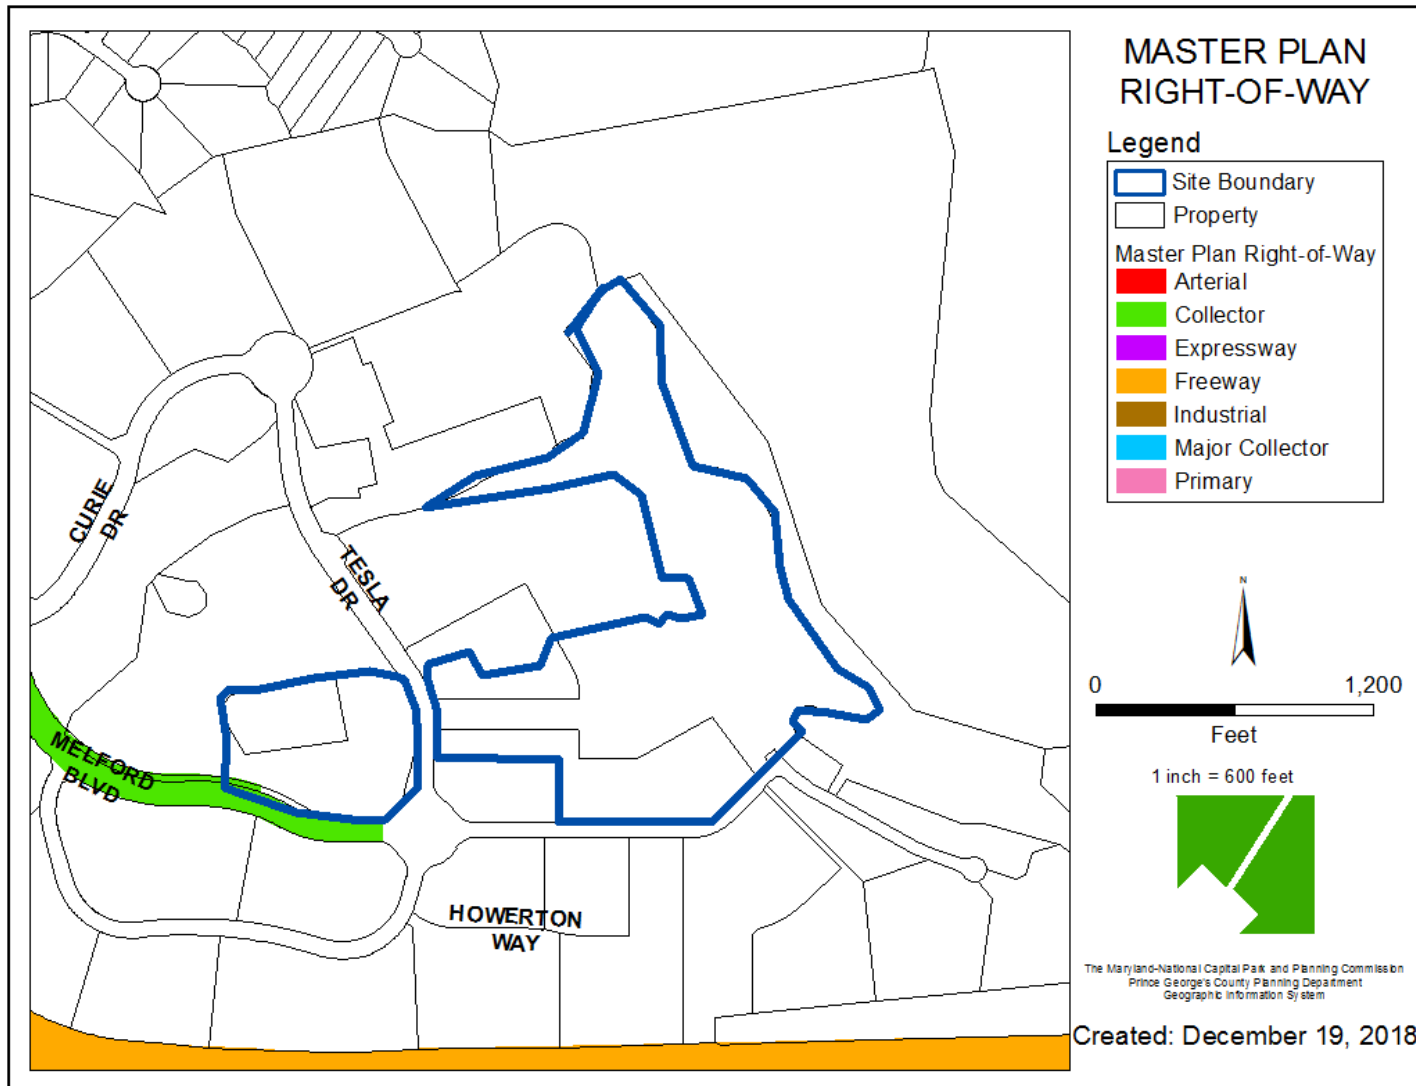 MASTER PLAN
RIGHT-OF-WAY
Legend
Site Boundary
Property
Master Plan Right-of-Way
Arterial
Collector
Expressway
Freeway
Industrial
Major Collector
Primary
CURIE
DR
TESLA
DR
MELFORD
BLVD
HOWERTON
WAY
N
0 1,200
Feet
1 inch = 600 feet
The Maryland-National Capital Park and Planning Commission
Prince George's County Planning Department
Geographic Information System
Created: December 19, 2018